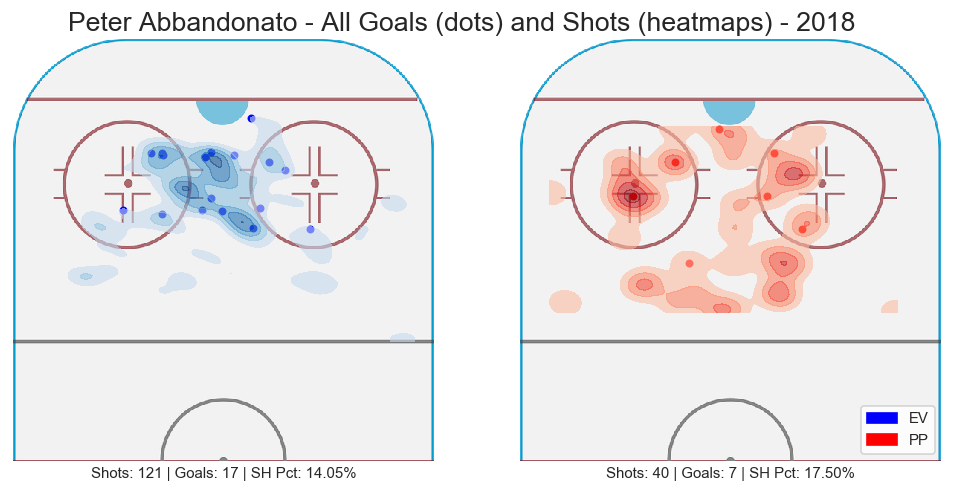 Peter Abbandonato - All Goals (dots) and Shots (heatmaps) - 2018
EV
PP
Shots: 121 | Goals: 17 | SH Pct: 14.05%
Shots: 40 | Goals: 7 | SH Pct: 17.50%